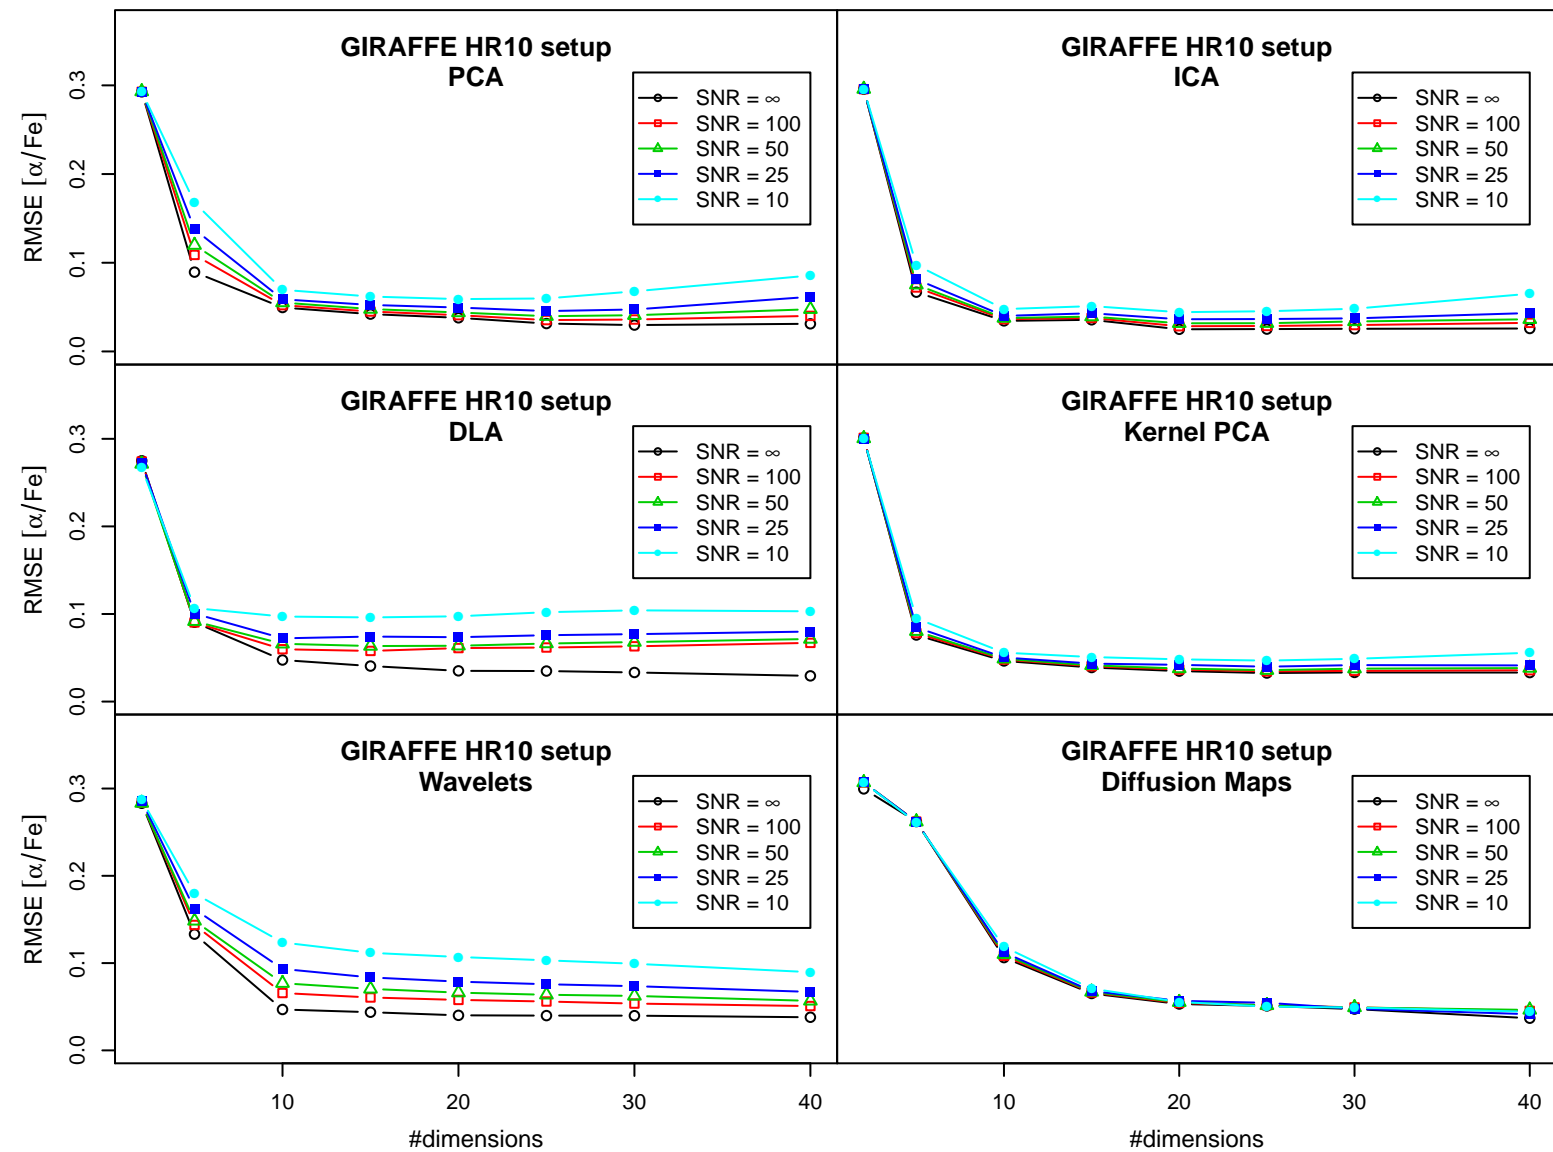 GIRAFFE HR10 setup
PCA
SNR = ∞
SNR = 100
SNR = 50
SNR = 25
SNR = 10
RMSE [α/Fe]
0.3
0.2
0.1
0.0
GIRAFFE HR10 setup
ICA
SNR = ∞
SNR = 100
SNR = 50
SNR = 25
SNR = 10
GIRAFFE HR10 setup
DLA
SNR = ∞
SNR = 100
SNR = 50
SNR = 25
SNR = 10
RMSE [α/Fe]
0.3
0.2
0.1
0.0
GIRAFFE HR10 setup
Kernel PCA
SNR = ∞
SNR = 100
SNR = 50
SNR = 25
SNR = 10
GIRAFFE HR10 setup
Wavelets
SNR = ∞
SNR = 100
SNR = 50
SNR = 25
SNR = 10
RMSE [α/Fe]
0.3
0.2
0.1
0.0
10 20 30 40
#dimensions
GIRAFFE HR10 setup
Diffusion Maps
SNR = ∞
SNR = 100
SNR = 50
SNR = 25
SNR = 10
10 20 30 40
#dimensions